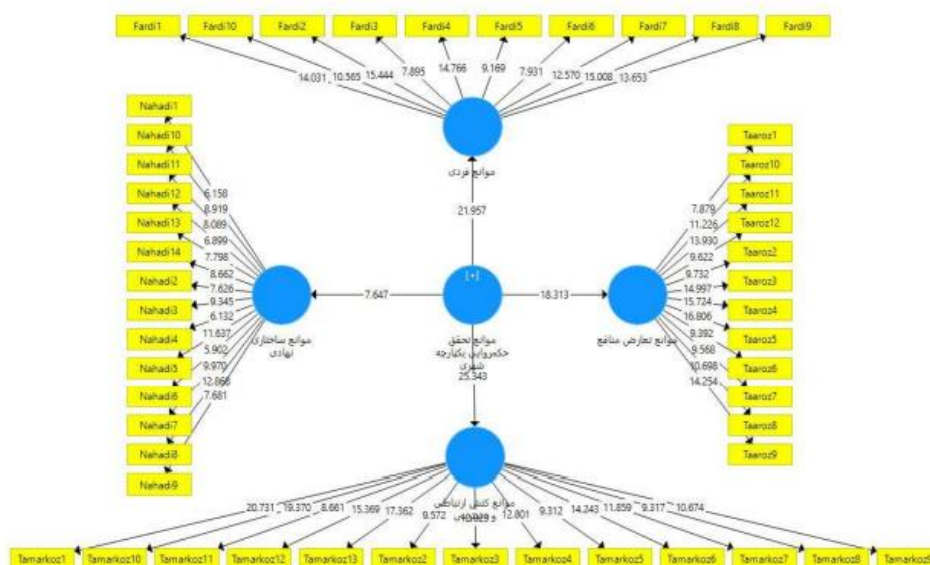 Fardi1 Fardi10 Fardi2 Fardi3 Fardi4 Fardi5 Fardi6 Fardi7 Fardi8 Fardi9
14.031 10.565 15.444 7.895 14.766 9.169 7.931 12.570 15.008 13.653
موانع فردی
21.957
Nahadi1
Nahadi10
Nahadi11
Nahadi12
Nahadi13
Nahadi14
Nahadi2
Nahadi3
Nahadi4
Nahadi5
Nahadi6
Nahadi7
Nahadi8
Nahadi9
6.158
8.919
8.089
6.899
7.798
8.662
7.626
9.345
6.132
11.637
5.902
9.970
12.868
7.681
موانع ساختاری
نهادی
7.647
[+]
موانع تحقق
حکمروایی یکپارچه
شهری
18.313
25.343
موانع تعارض منافع
7.879
11.226
13.930
9.622
9.732
14.997
15.724
16.806
9.392
9.568
10.698
14.254
Taaroz1
Taaroz10
Taaroz11
Taaroz12
Taaroz2
Taaroz3
Taaroz4
Taaroz5
Taaroz6
Taaroz7
Taaroz8
Taaroz9
موانع کنش ارتباطی
20.731 19.370 8.661 15.369 17.362 9.572 12.801 9.312 14.243 11.859 9.317 10.674
Tamarkoz1 Tamarkoz10 Tamarkoz11 Tamarkoz12 Tamarkoz13 Tamarkoz2 Tamarkoz3 Tamarkoz4 Tamarkoz5 Tamarkoz6 Tamarkoz7 Tamarkoz8 Tamarkoz9